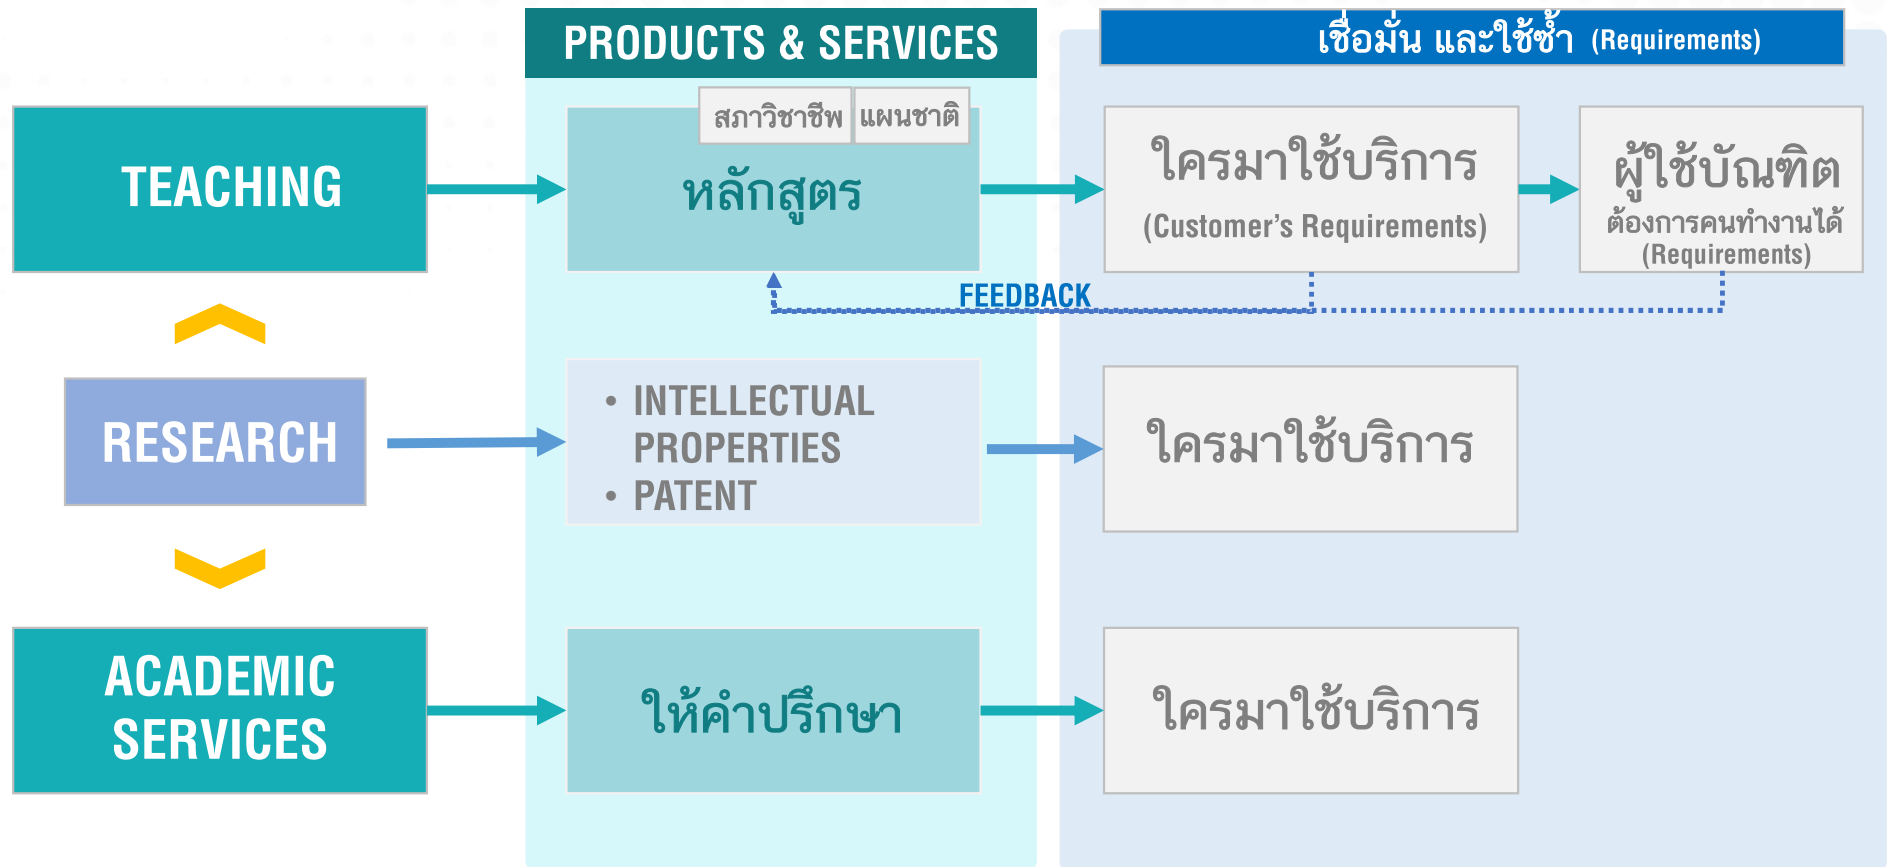 PRODUCTS & SERVICES
เชื่อมั่น และใช้ซ้ำ (Requirements)
TEACHING
สภาวิชาชีพ
แผนชาติ
หลักสูตร
ใครมาใช้บริการ
(Customer's Requirements)
ผู้ใช้บัณฑิต
ต้องการคนทำงานได้
(Requirements)
FEEDBACK
RESEARCH
• INTELLECTUAL
PROPERTIES
• PATENT
ใครมาใช้บริการ
ACADEMIC
SERVICES
ให้คำปรึกษา
ใครมาใช้บริการ